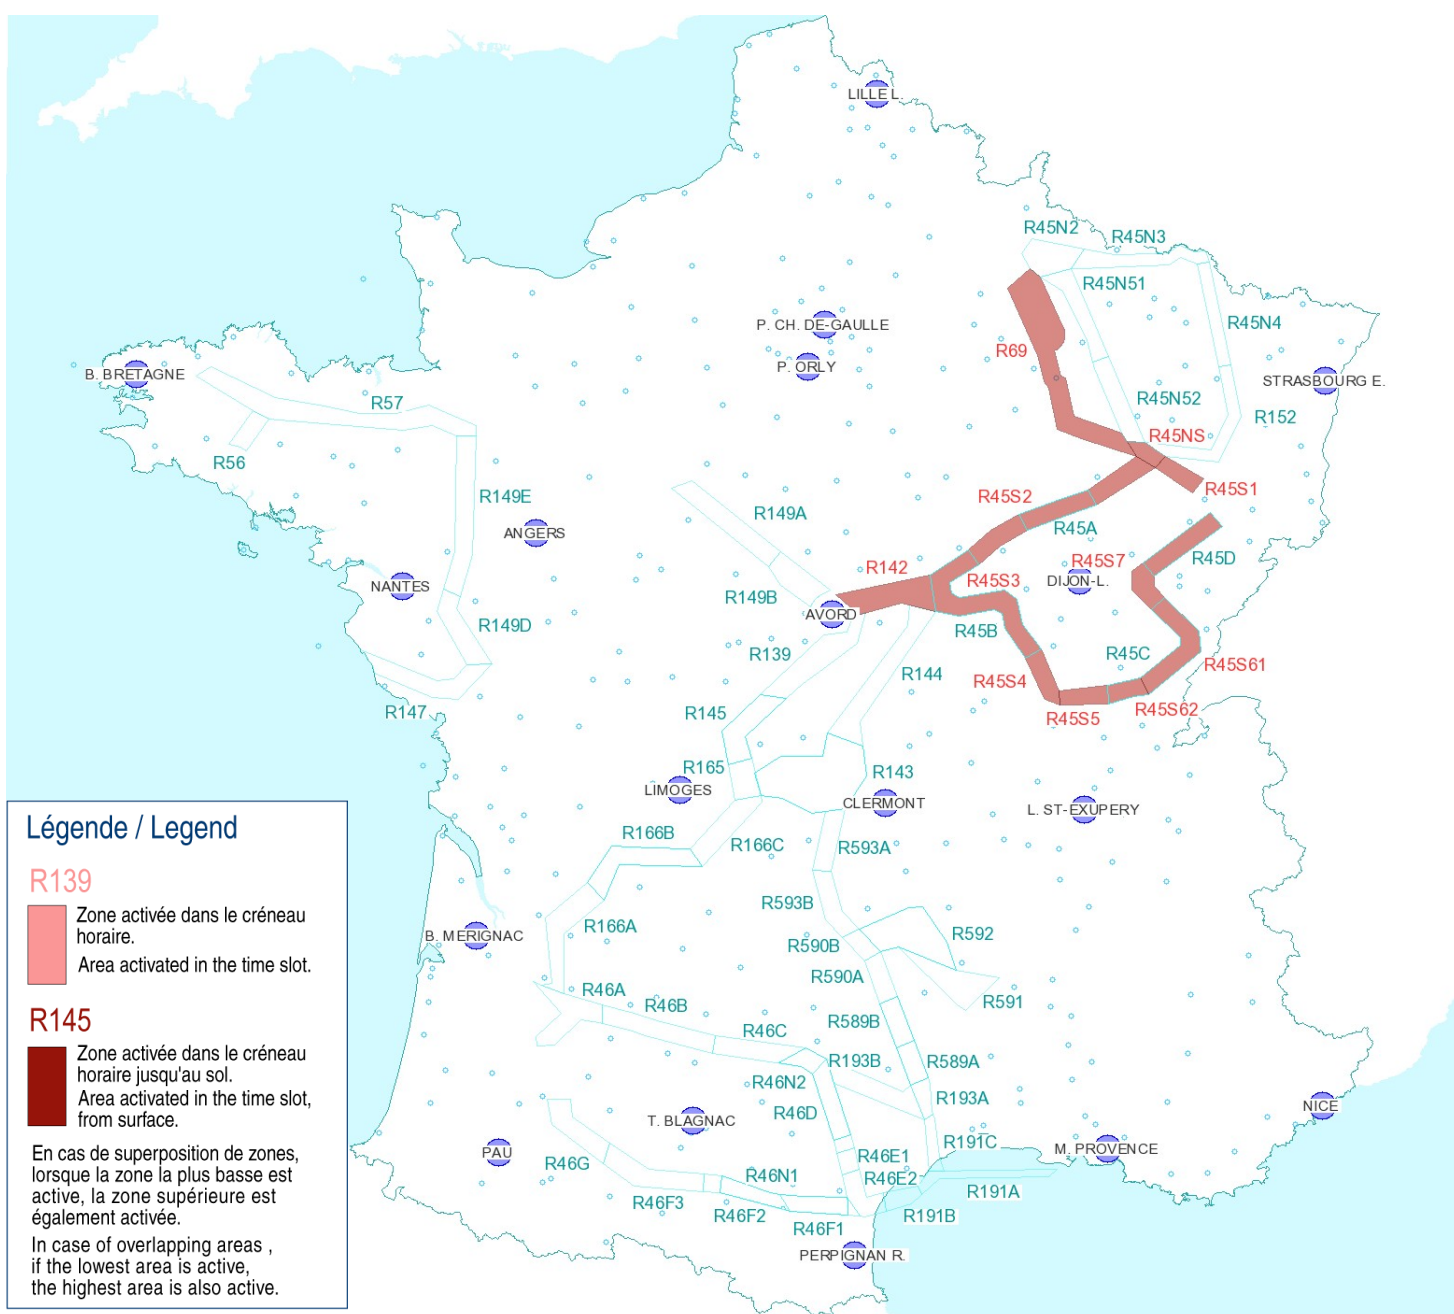 LILLE L.
R45N2
R45N3
R45N51
P. CH. DE-GAULLE
R45N4
R69
P. ORLY
B. BRETAGNE
STRASBOURG E.
R57
R45N52
R152
R45NS
R56
R45S1
R149E
R45S2
R149A
R45A
ANGERS
R45S7
R45D
R142
R45S3
DIJON-L.
NANTES
R149B
AVORD
R149D
R45B
R139
R45C
R45S61
R144
R45S4
R147
R145
R45S5
R45S62
R165
R143
LIMOGES
CLERMONT
L. ST-EXUPERY
R166B
R166C
R593A
R593B
R166A
B. MERIGNAC
R590B
R592
R590A
R46A
R46B
R591
R46C
R589B
R193B
R589A
R46N2
R193A
R46D
T. BLAGNAC
NICE
R191C
M. PROVENCE
PAU
R46G
R46E1
R46N1
R46E2
R191A
R46F3
R46F2
R191B
R46F1
PERPIGNAN R.
Légende / Legend
R139
Zone activée dans le créneau
horaire.
Area activated in the time slot.
R145
Zone activée dans le créneau
horaire jusqu'au sol.
Area activated in the time slot,
from surface.
En cas de superposition de zones,
lorsque la zone la plus basse est
active, la zone supérieure est
également activée.
In case of overlapping areas ,
if the lowest area is active,
the highest area is also active.